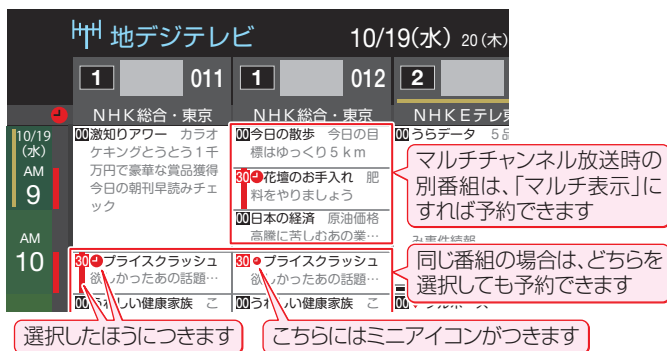 地デジテレビ 10/19(水) 20(木)
1 011 1 012 2
NHK総合・東京 NHK総合・東京 NHKEテレ東
10/19
(水)
AM
9
AM
10
00激知りアワー カラオ
ケキングとうとう1千
万円で豪華な賞品獲得
今日の朝刊早読みチェ
ック
00今日の散歩 今日の目
標はゆっくり5km
30花壇のお手入れ 肥
料をやりましょう
00日本の経済 原油価格
高騰に苦しむあの業…
00うらデータ 5
マルチチャンネル放送時の
別番組は、「マルチ表示」に
すれば予約できます
み事件情報
30プライスクラッシュ
欲しかったあの話題…
00うれしい健康家族 こ
30プライスクラッシュ
欲しかったあの話題…
00うれしい健康家族 こ
同じ番組の場合は、どちらを
選択しても予約できます
00
選択したほうにつきます
こちらにはミニアイコンがつきます